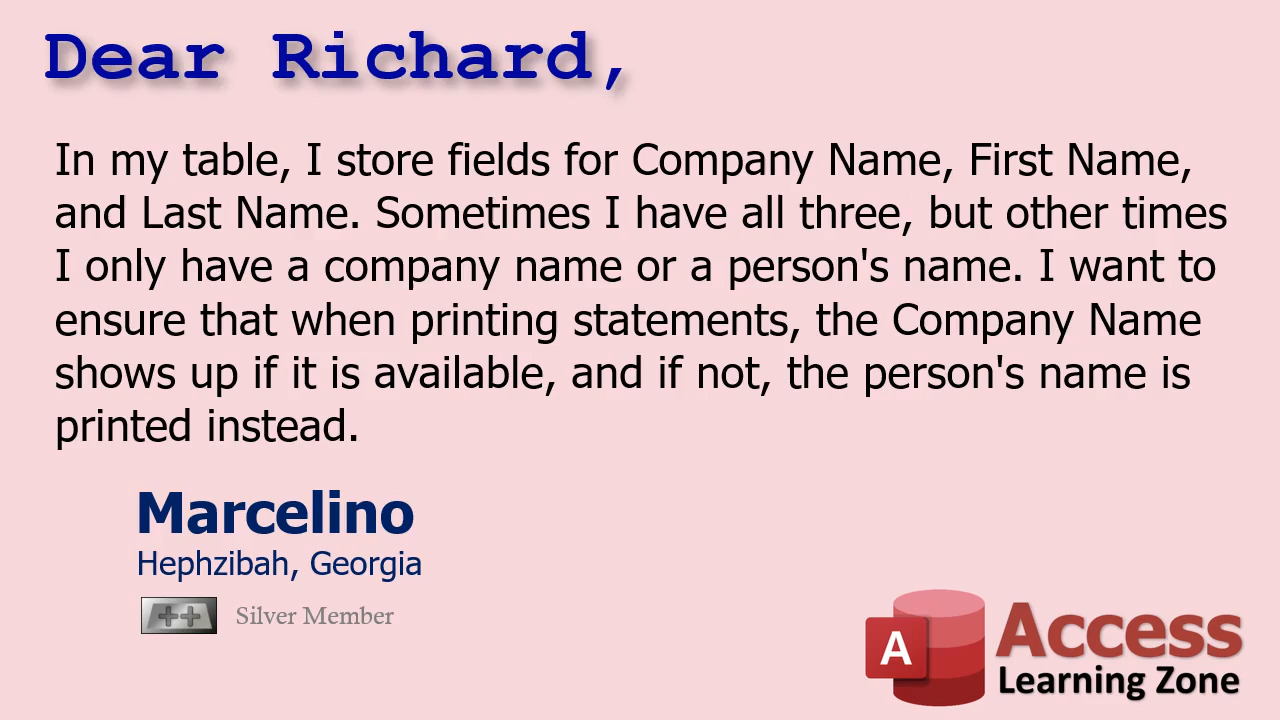 Dear Richard,
In my table, I store fields for Company Name, First Name,
and Last Name. Sometimes I have all three, but other times
I only have a company name or a person's name. I want to
ensure that when printing statements, the Company Name
shows up if it is available, and if not, the person's name is
printed instead.
Marcelino
Hephzibah, Georgia
++ Silver Member
A Access
Learning Zone